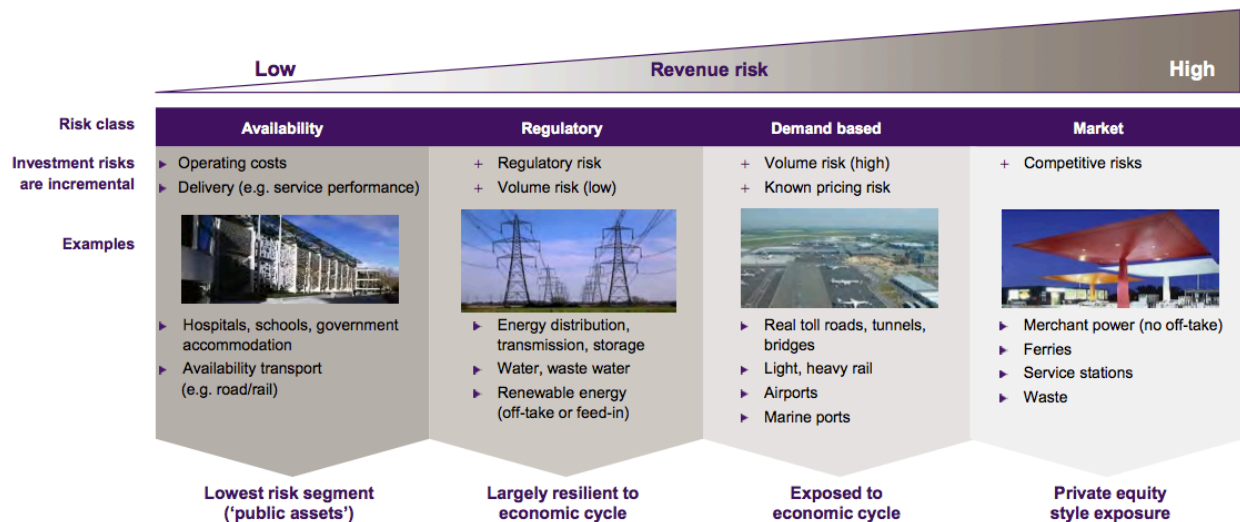 Low
Revenue risk
High
Risk class
Availability
Regulatory
Demand based
Market
Investment risks
are incremental
Operating costs
Delivery (e.g. service performance)
+ Regulatory risk
+ Volume risk (low)
+ Volume risk (high)
+ Known pricing risk
+ Competitive risks
Examples
Hospitals, schools, government
accommodation
Availability transport
(e.g. road/rail)
Energy distribution,
transmission, storage
Water, waste water
Renewable energy
(off-take or feed-in)
Real toll roads, tunnels,
bridges
Light, heavy rail
Airports
Marine ports
Merchant power (no off-take)
Ferries
Service stations
Waste
Lowest risk segment
(‘public assets’)
Largely resilient to
economic cycle
Exposed to
economic cycle
Private equity
style exposure